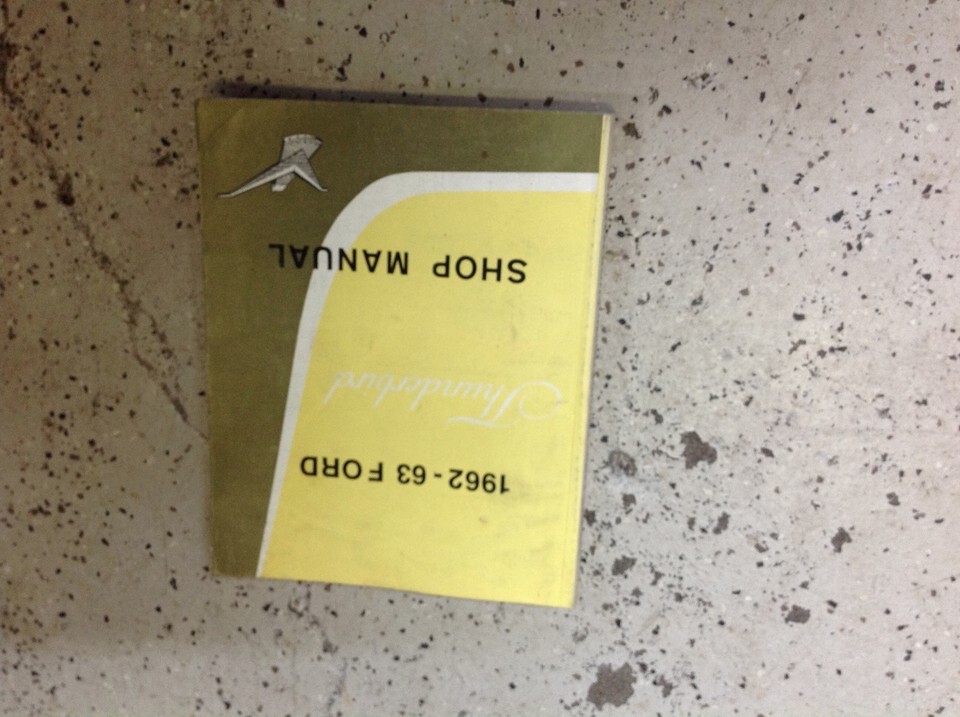 1962-63 FORD
Thunderbird
SHOP MANUAL